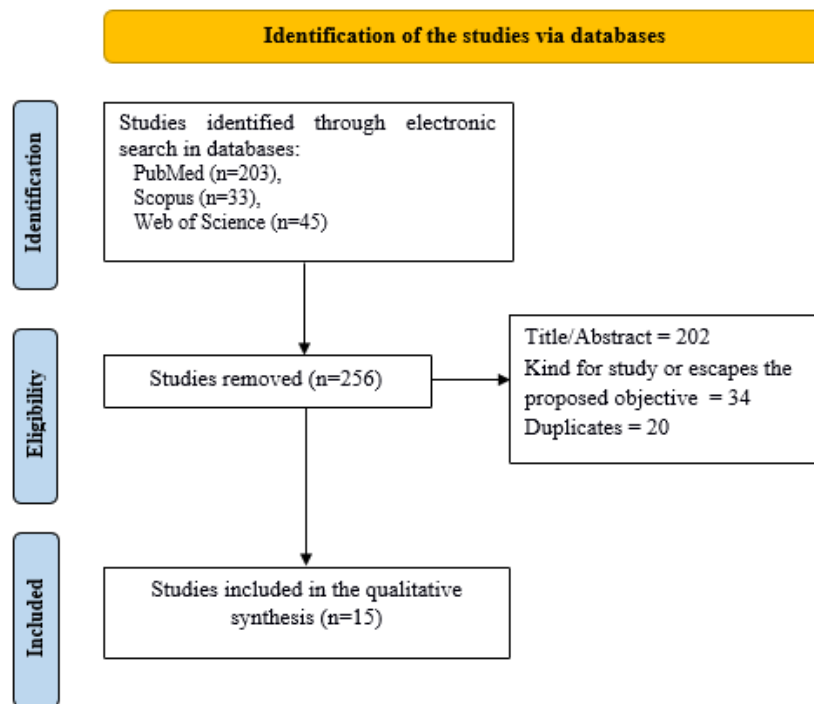 Identification of the studies via databases
Identification
Studies identified through electronic
search in databases:
PubMed (n=203),
Scopus (n=33),
Web of Science (n=45)
Eligibility
Studies removed (n=256)
Title/Abstract = 202
Kind for study or escapes the
proposed objective = 34
Duplicates = 20
Included
Studies included in the qualitative
synthesis (n=15)